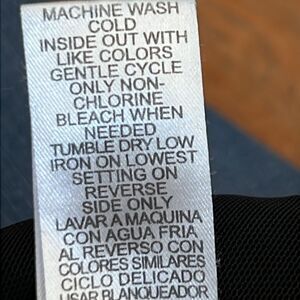 MACHINE WASH
COLD
INSIDE OUT WITH
LIKE COLORS
GENTLE CYCLE
ONLY NON-
CHLORINE
BLEACH WHEN
NEEDED
TUMBLE DRY LOW
IRON ON LOWEST
SETTING ON
REVERSE
SIDE ONLY
LAVAR A MAQUINA
CON AGUA FRIA
AL REVERSO CON
COLORES SIMILARES
CICLO DELICADO
USAR BLANQUEADOR